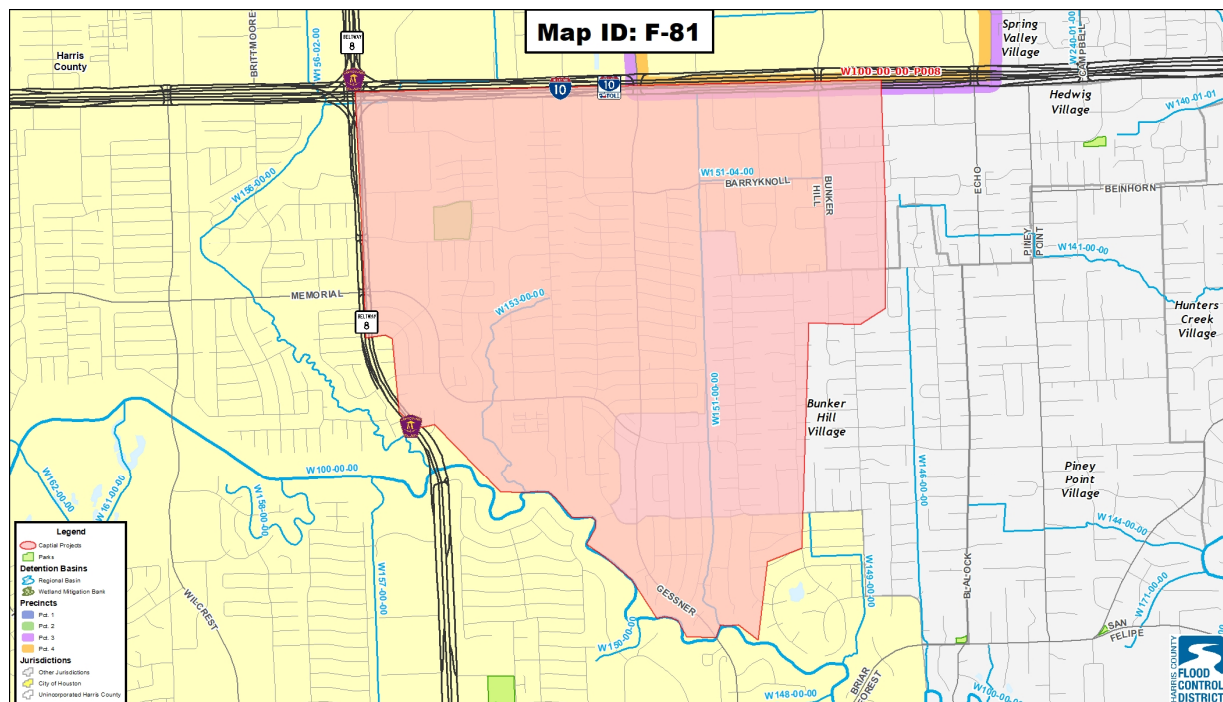 Map ID: F-81
Harris
County
BRITTMOORE
W156-02-00
BELTWAY
8
Spring
Valley
Village
W240-01-00
CAMPBELL
W100-00-00-P008
10
10
Hedwig
Village
W140-01-01
W156-00-00
W151-04-00
BARRYKNOLL
BUNKER
HILL
ECHO
BEINHORN
PINEY
POINT
W141-00-00
MEMORIAL
W153-00-00
BELTWAY
8
Hunters
Creek
Village
W151-00-00
Bunker
Hill
Village
W100-00-00
W162-00-00
W161-00-00
W158-00-00
W146-00-00
Piney
Point
Village
W144-00-00
W157-00-00
W149-00-00
BLALOCK
W171-00-00
WILCREST
GESSNER
W150-00-00
SAN
FELIPE
BRIAR
FOREST
W148-00-00
W100-00-00
Legend
Captial Projects
Parks
Detention Basins
Regional Basin
Wetland Mitigation Bank
Precincts
Pct. 1
Pct. 2
Pct. 3
Pct. 4
Jurisdictions
Other Jurisdictions
City of Houston
Unincorporated Harris County
HARRIS COUNTY
FLOOD
CONTROL
DISTRICT